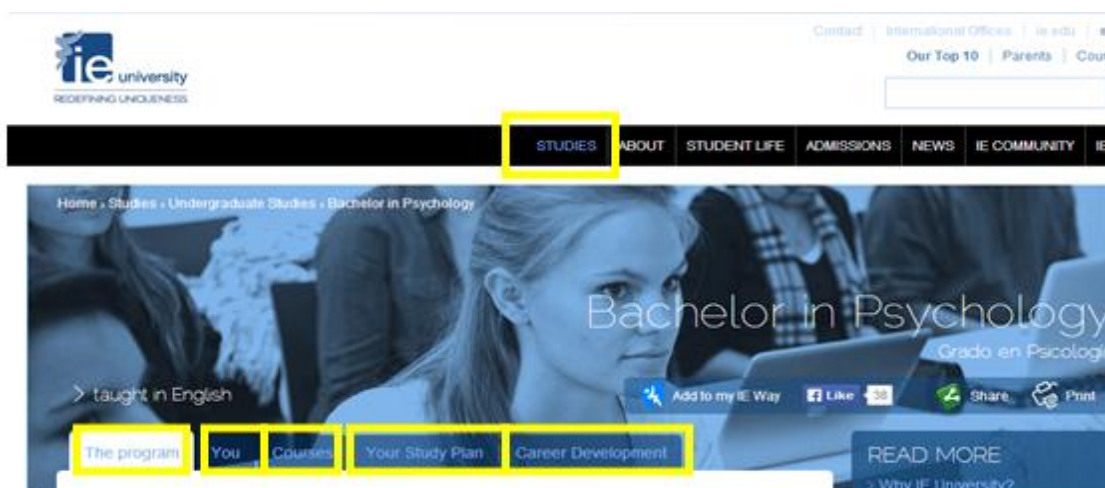 Contact | International Offices | ie.edu |
Our Top 10 | Parents |
ie university
REDEFINING UNIQUENESS
STUDIES ABOUT STUDENT LIFE ADMISSIONS NEWS IE COMMUNITY
Home » Studies » Undergraduate Studies » Bachelor in Psychology
Bachelor in Psychology
Grado en Psicologí
> taught in English
Add to my IE Way Like 38 Share Print
The program You Courses Your Study Plan Career Development
READ MORE
> Why IE University?